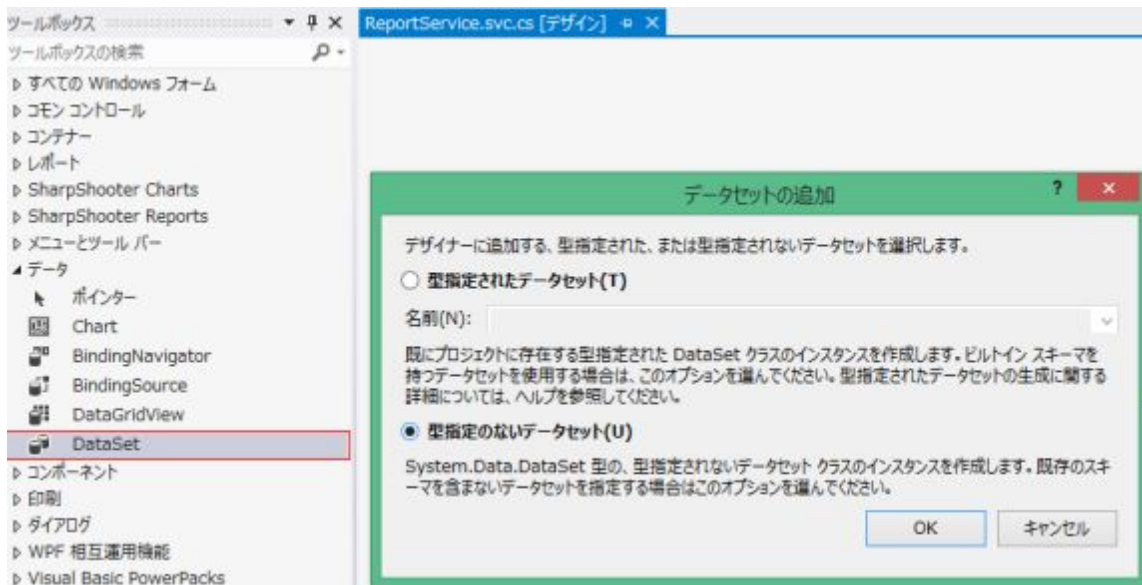 ツールボックス
ツールボックスの検索
すべての Windows フォーム
コモン コントロール
コンテナー
レポート
SharpShooter Charts
SharpShooter Reports
メニューとツール バー
データ
ポインター
Chart
BindingNavigator
BindingSource
DataGridView
DataSet
コンポーネント
印刷
ダイアログ
WPF 相互運用機能
Visual Basic PowerPacks
ReportService.svc.cs [デザイン]
データセットの追加
デザイナーに追加する、型指定された、または型指定されないデータセットを選択します。
型指定されたデータセット(T)
名前(N):
既にプロジェクトに存在する型指定された DataSet クラスのインスタンスを作成します。ビルトイン スキーマを
持つデータセットを使用する場合は、このオプションを選んでください。型指定されたデータセットの生成に関する
詳細については、ヘルプを参照してください。
型指定のないデータセット(U)
System.Data.DataSet 型の、型指定されないデータセット クラスのインスタンスを作成します。既存のスキ
ーマを含まないデータセットを指定する場合はこのオプションを選んでください。
OK
キャンセル